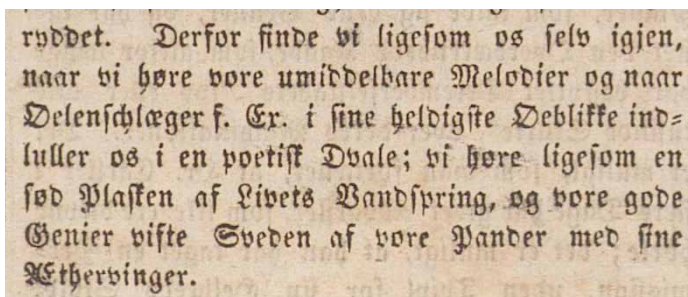 ryddet. Derfor finde vi ligesom os selv igjen,
naar vi høre vore umiddelbare Melodier og naar
Oelenschlæger f. Ex. i sine heldigste Oeblikke ind-
luller os i en poetisk Dvale; vi høre ligesom en
sød Plasken af Livets Vandspring, og vore gode
Genier vifte Sveden af vore Pander med sine
Æthervinger.